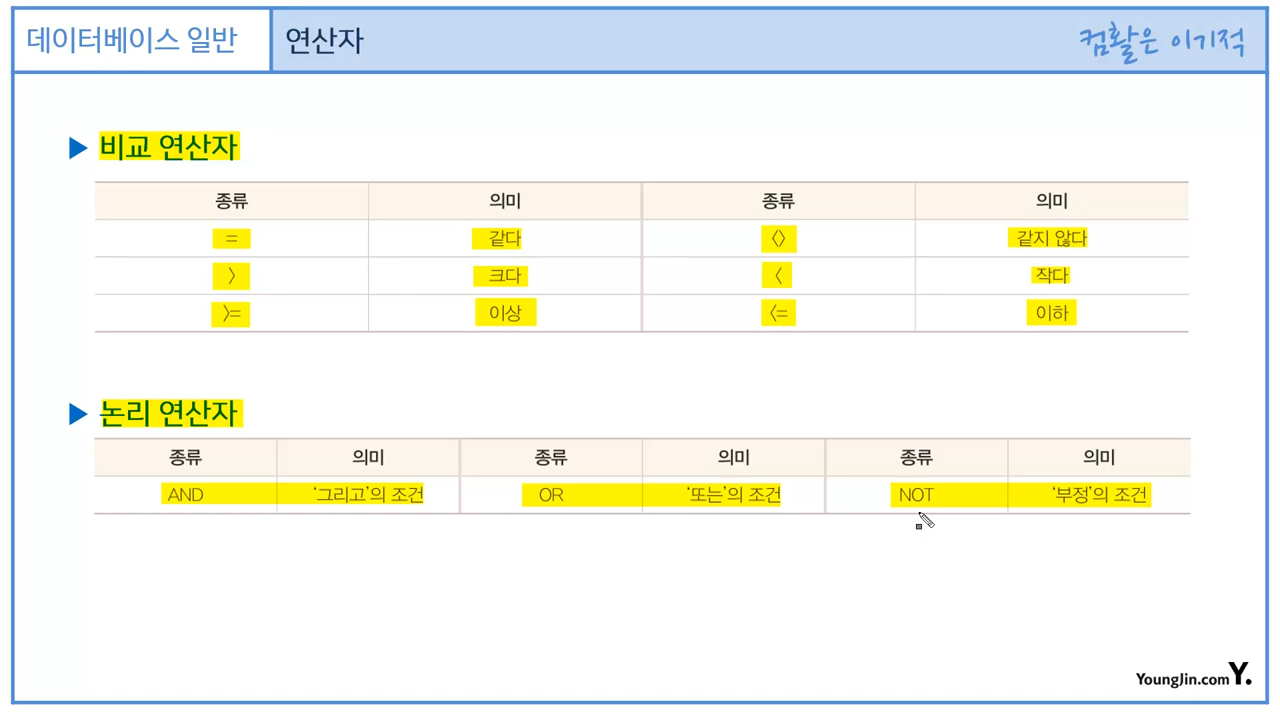 데이터베이스 일반 연산자 컴활은 이기적
▶ 비교 연산자
종류 의미 종류 의미
= 같다 <> 같지 않다
> 크다 < 작다
>= 이상 <= 이하
▶ 논리 연산자
종류 의미 종류 의미 종류 의미
AND ‘그리고’의 조건 OR ‘또는’의 조건 NOT ‘부정’의 조건
YoungJin.com Y.